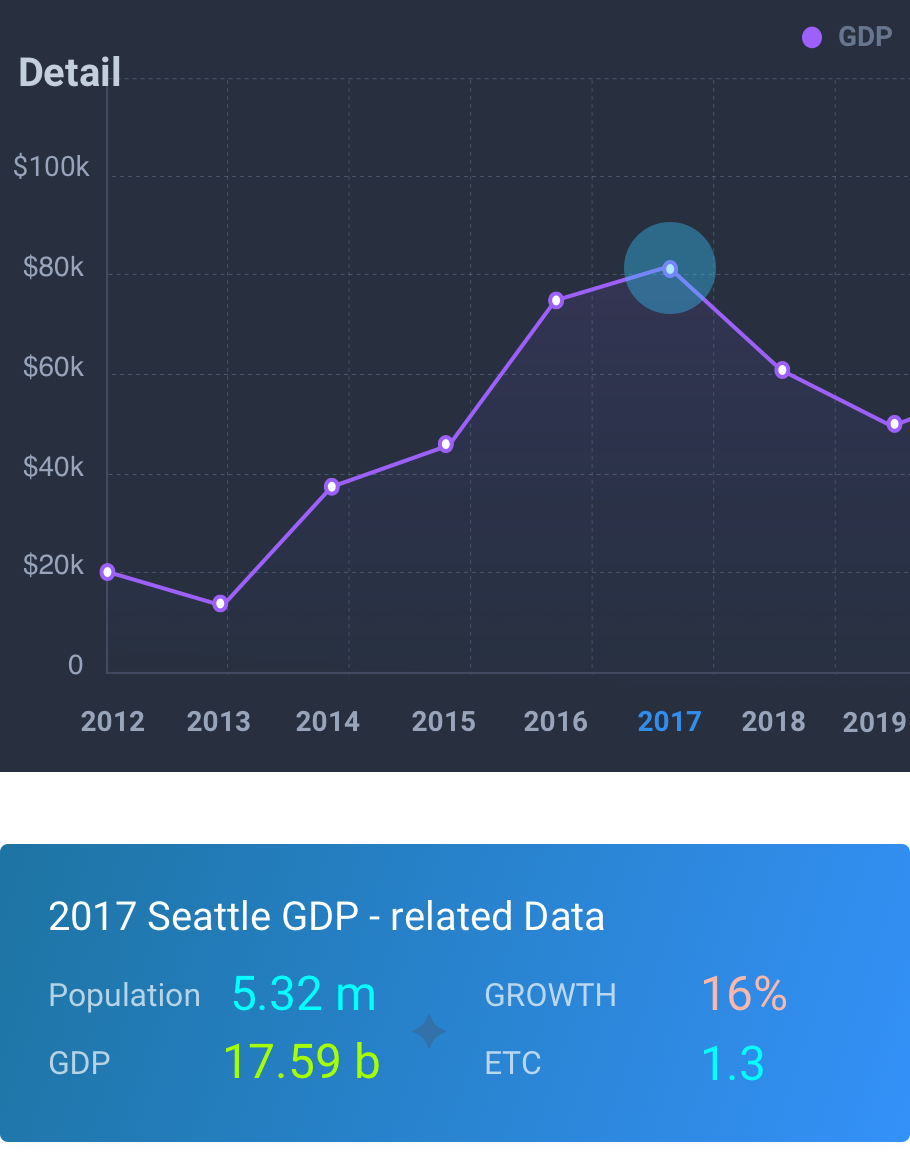 GDP
Detail
$100k
$80k
$60k
$40k
$20k
0
2012 2013 2014 2015 2016 2017 2018 2019
2017 Seattle GDP - related Data
Population 5.32 m GROWTH 16%
GDP 17.59 b ETC 1.3